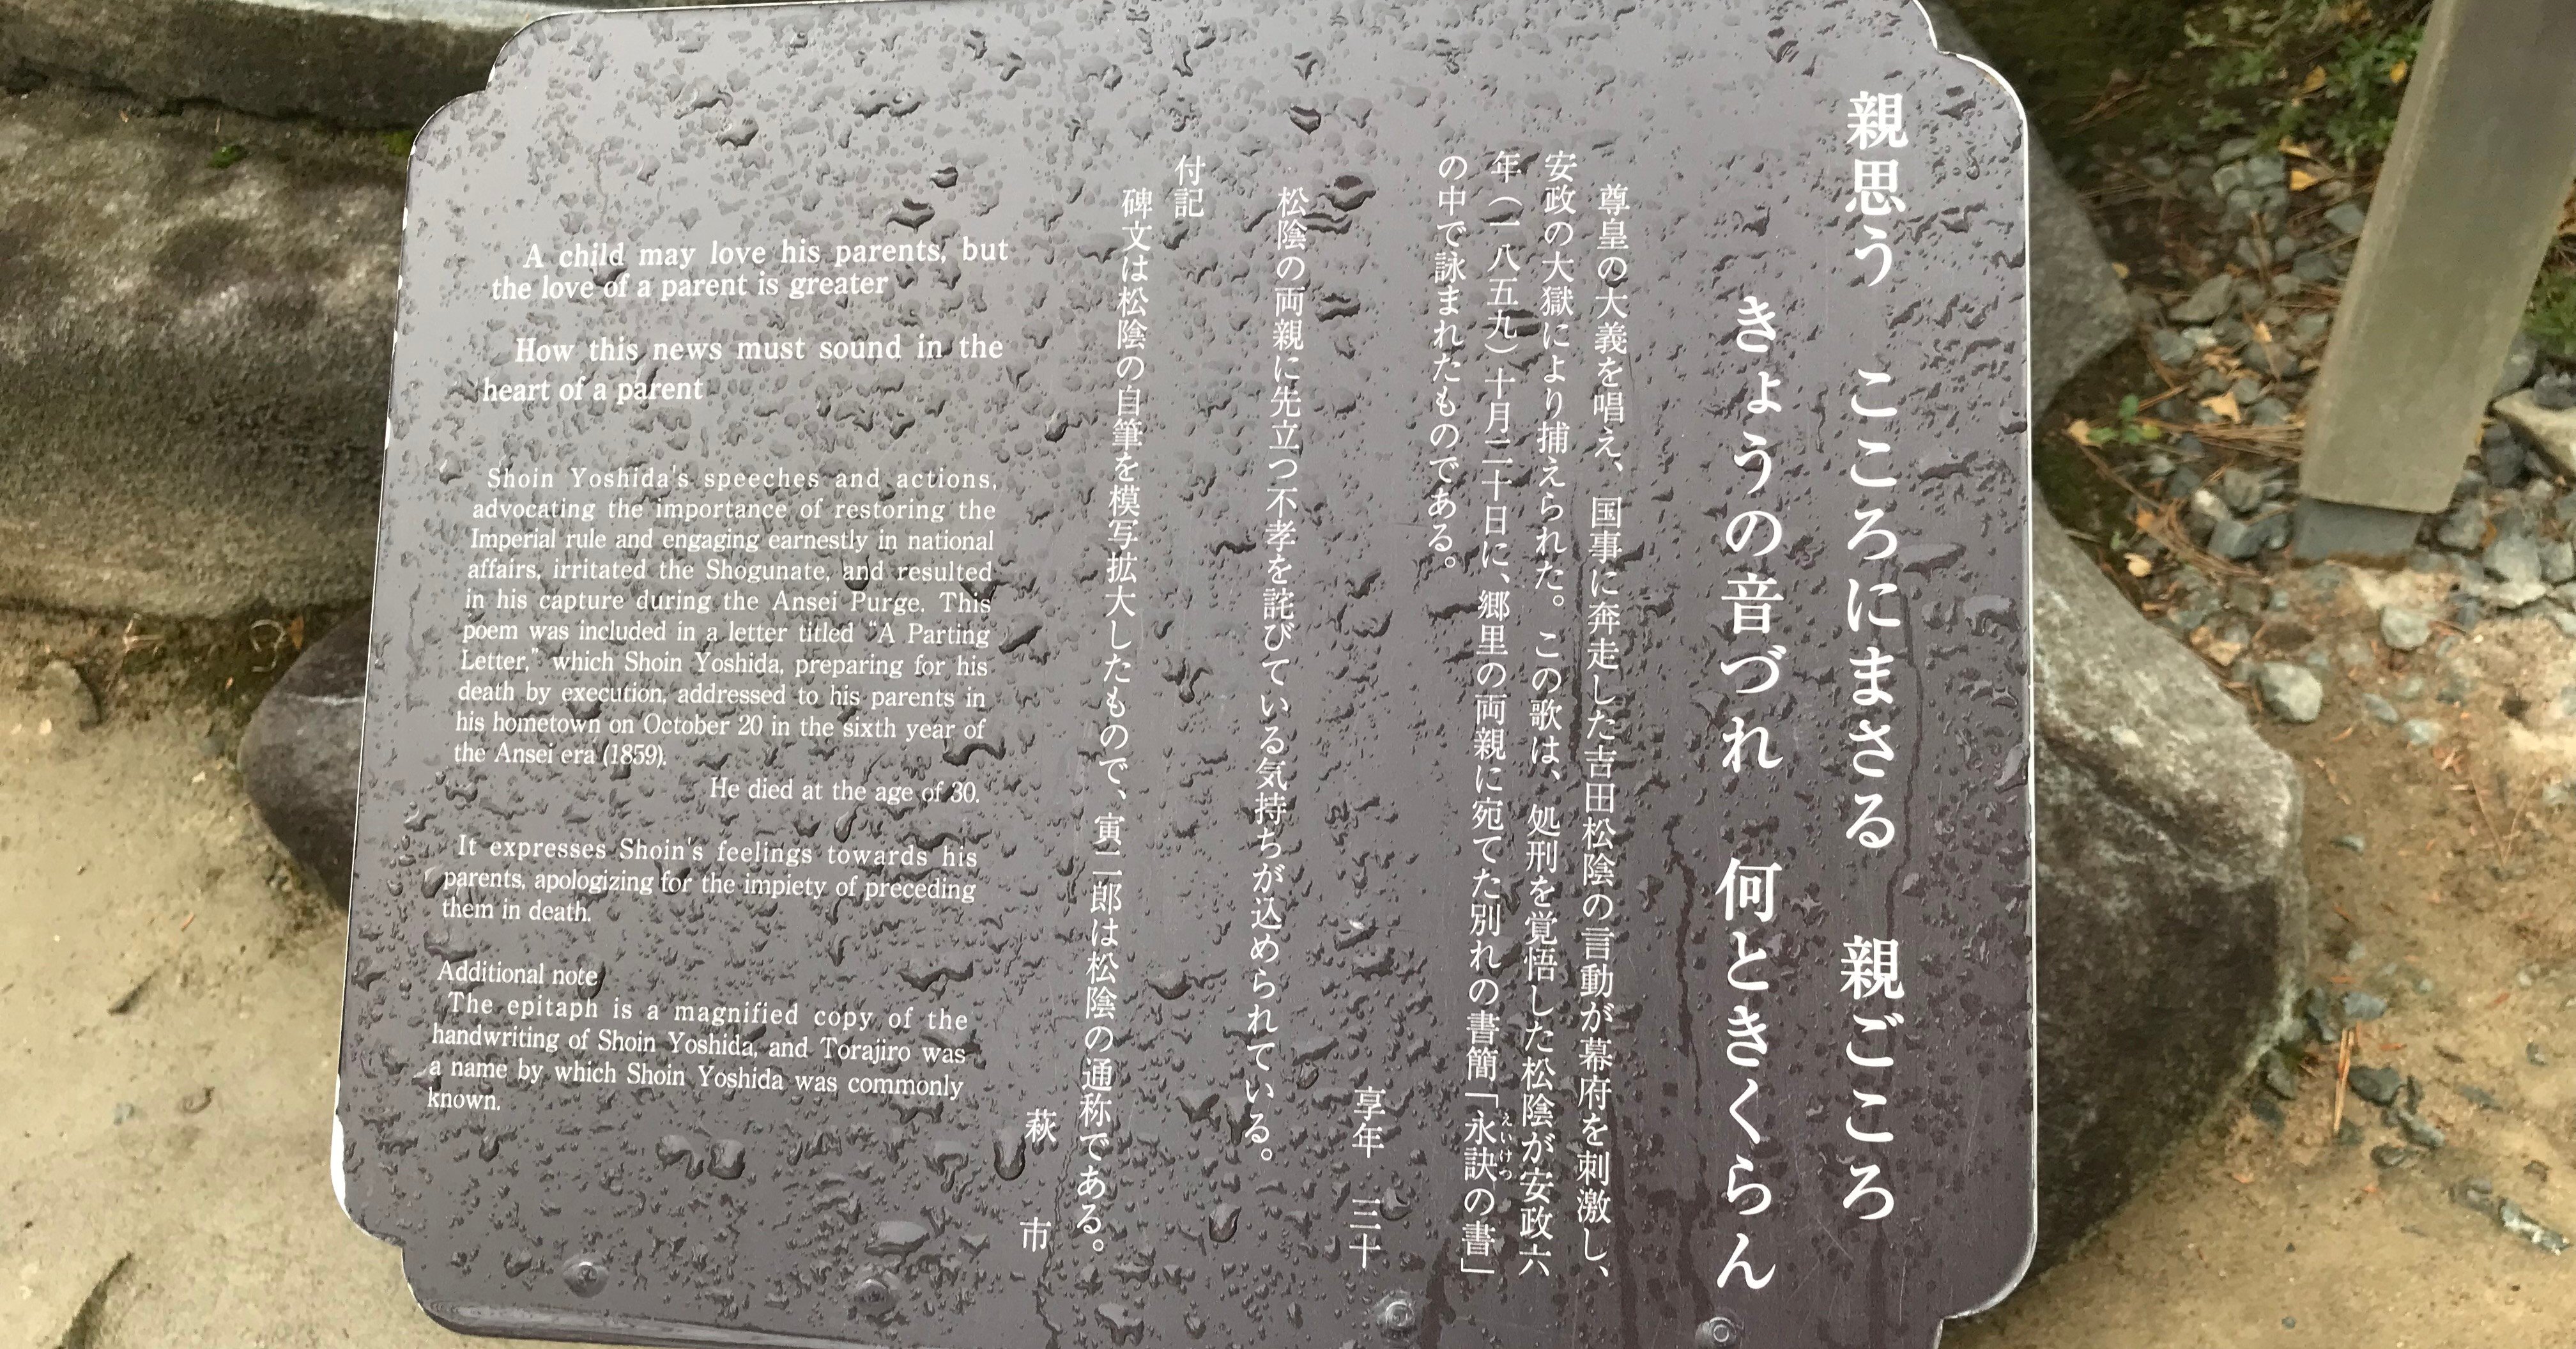 親思う　こころにまさる　親ごころ
きょうの音づれ　何ときくらん
尊皇の大義を唱え、国事に奔走した吉田松陰の言動が幕府を刺激し、
安政の大獄により捕えられた。この歌は、処刑を覚悟した松陰が安政六
年（一八五九）十月二十日に、郷里の両親に宛てた別れの書簡「永訣の書」
えいけつ
の中で詠まれたものである。
享年　三十
松陰の両親に先立つ不孝を詫びている気持ちが込められている。
付記
碑文は松陰の自筆を模写拡大したもので、寅二郎は松陰の通称である。
萩　市
A child may love his parents, but
the love of a parent is greater
How this news must sound in the
heart of a parent
Shoin Yoshida's speeches and actions,
advocating the importance of restoring the
Imperial rule and engaging earnestly in national
affairs, irritated the Shogunate, and resulted
in his capture during the Ansei Purge. This
poem was included in a letter titled "A Parting
Letter," which Shoin Yoshida, preparing for his
death by execution, addressed to his parents in
his hometown on October 20 in the sixth year of
the Ansei era (1859).
He died at the age of 30.
It expresses Shoin's feelings towards his
parents, apologizing for the impiety of preceding
them in death.
Additional note
The epitaph is a magnified copy of the
handwriting of Shoin Yoshida, and Torajiro was
a name by which Shoin Yoshida was commonly
known.